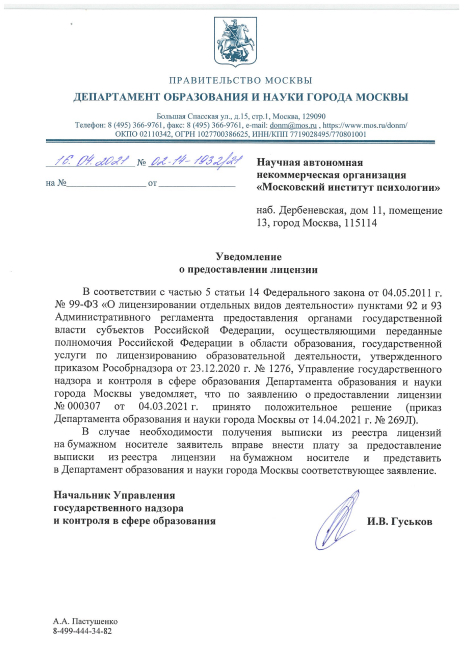 ПРАВИТЕЛЬСТВО МОСКВЫ
ДЕПАРТАМЕНТ ОБРАЗОВАНИЯ И НАУКИ ГОРОДА МОСКВЫ
Большая Спасская ул., д.15, стр.1, Москва, 129090
Телефон: 8 (495) 366-9761, факс: 8 (495) 366-9761, e-mail: donm@mos.ru , https://www.mos.ru/donm/
ОКПО 02110342, ОГРН 1027700386625, ИНН/КПП 7719028495/770801001
16.04.2021 № 02-14-1932/21
на № от
Научная автономная
некоммерческая организация
«Московский институт психологии»
наб. Дербеневская, дом 11, помещение
13, город Москва, 115114
Уведомление
о предоставлении лицензии
В соответствии с частью 5 статьи 14 Федерального закона от 04.05.2011 г.
№ 99-ФЗ «О лицензировании отдельных видов деятельности» пунктами 92 и 93
Административного регламента предоставления органами государственной
власти субъектов Российской Федерации, осуществляющими переданные
полномочия Российской Федерации в области образования, государственной
услуги по лицензированию образовательной деятельности, утвержденного
приказом Рособрнадзора от 23.12.2020 г. № 1276, Управление государственного
надзора и контроля в сфере образования Департамента образования и науки
города Москвы уведомляет, что по заявлению о предоставлении лицензии
№ 000307 от 04.03.2021 г. принято положительное решение (приказ
Департамента образования и науки города Москвы от 14.04.2021 г. № 269Л).
В случае необходимости получения выписки из реестра лицензий
на бумажном носителе заявитель вправе внести плату за предоставление
выписки из реестра лицензии на бумажном носителе и представить
в Департамент образования и науки города Москвы соответствующее заявление.
Начальник Управления
государственного надзора
и контроля в сфере образования
И.В. Гуськов
А.А. Пастушенко
8-499-444-34-82